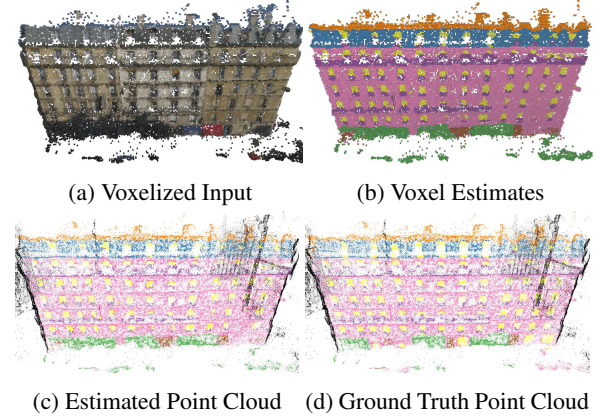 (a) Voxelized Input
(b) Voxel Estimates
(c) Estimated Point Cloud
(d) Ground Truth Point Cloud